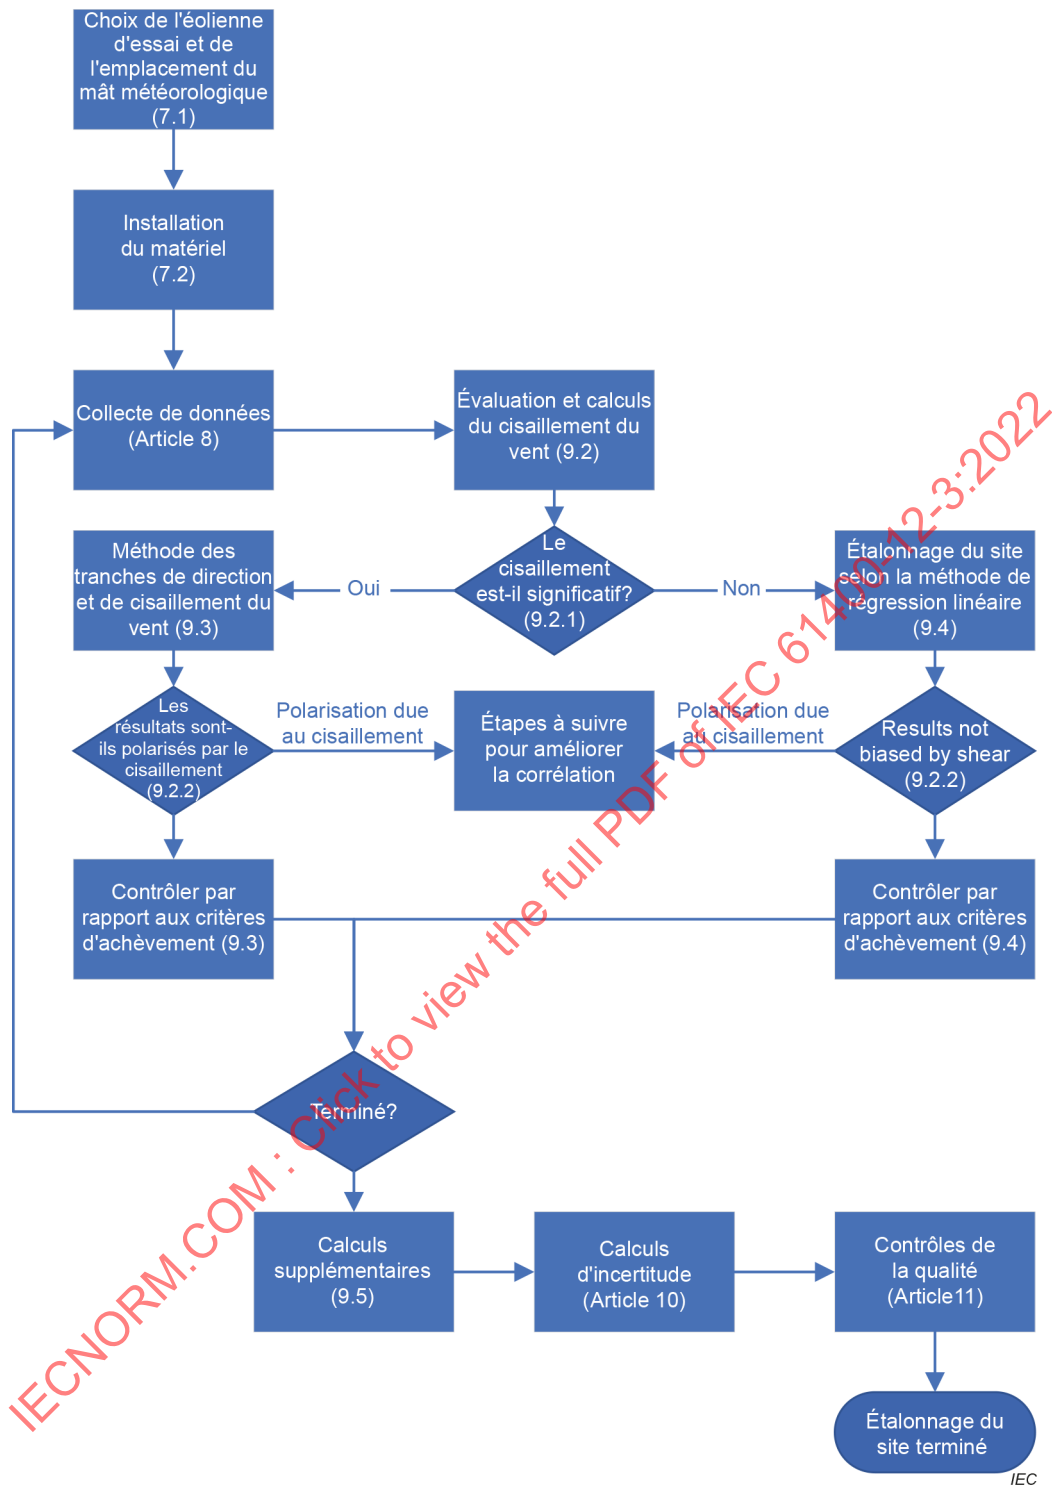 Choix de l'éolienne
d'essai et de
l'emplacement du
mât météorologique
(7.1)
Installation
du matériel
(7.2)
Collecte de données
(Article 8)
Évaluation et calculs
du cisaillement du
vent (9.2)
Le
cisaillement
est-il significatif?
(9.2.1)
Oui
Non
Méthode des
tranches de direction
et de cisaillement du
vent (9.3)
Étalonnage du site
selon la méthode de
régression linéaire
(9.4)
Les
résultats sont-
ils polarisés par le
cisaillement
(9.2.2)
Polarisation due
au cisaillement
Étapes à suivre
pour améliorer
la corrélation
Polarisation due
au cisaillement
Results not
biased by shear
(9.2.2)
Contrôler par
rapport aux critères
d'achèvement (9.3)
Contrôler par
rapport aux critères
d'achèvement (9.4)
Terminé?
Calculs
supplémentaires
(9.5)
Calculs
d'incertitude
(Article 10)
Contrôles de
la qualité
(Article11)
Étalonnage du
site terminé
IEC
IECNORM.COM : Click to view the full PDF of IEC 61400-12-3:2022